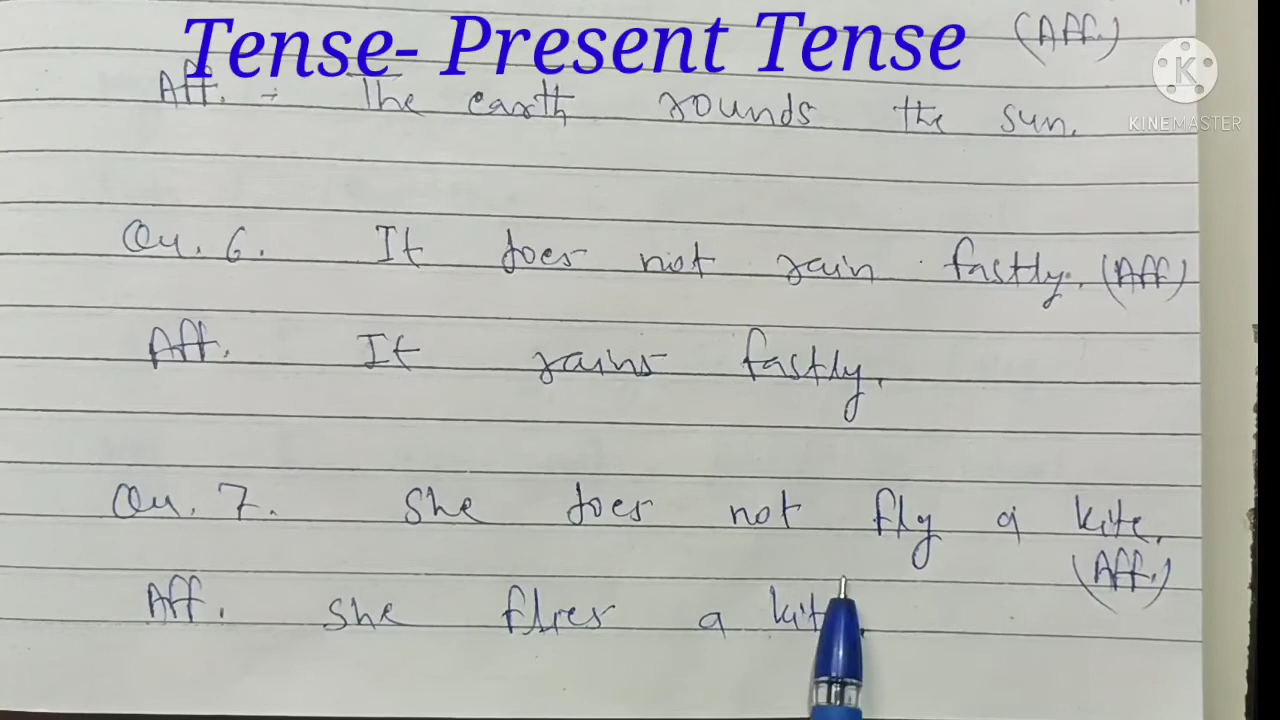 Tense- Present Tense (Aff.)
KINEMASTER
Aff. ÷ The earth rounds the sun.
Qu. 6. It does not rain fastly. (Aff)
Aff. It rains fastly.
Qu. 7. She does not fly a kite.
(Aff.)
Aff. She flies a